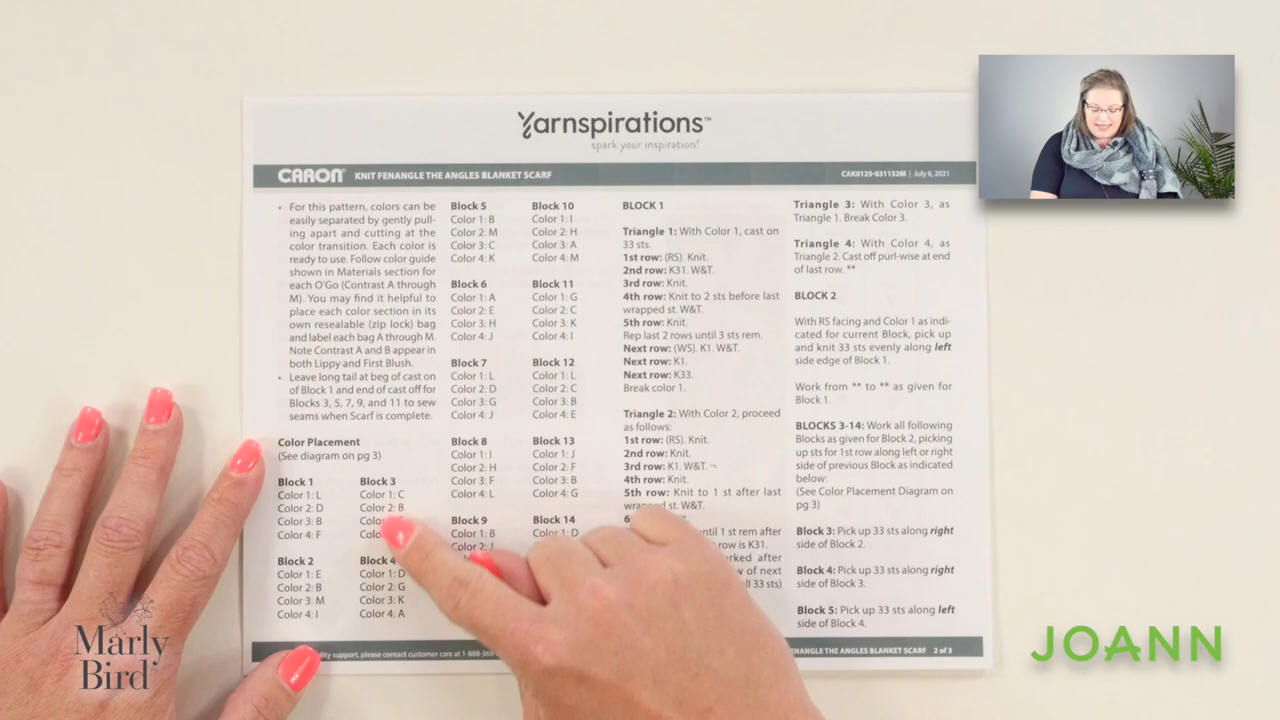 Yarnspirations™
spark your inspiration!
CARON® KNIT FENANGLE THE ANGLES BLANKET SCARF
CAK0125-031132M | July 6, 2021
• For this pattern, colors can be
easily separated by gently pull-
ing apart and cutting at the
color transition. Each color is
ready to use. Follow color guide
shown in Materials section for
each O'Go (Contrast A through
M). You may find it helpful to
place each color section in its
own resealable (zip lock) bag
and label each bag A through M.
Note Contrast A and B appear in
both Lippy and First Blush.
• Leave long tail at beg of cast on
of Block 1 and end of cast off for
Blocks 3, 5, 7, 9, and 11 to sew
seams when Scarf is complete.
Color Placement
(See diagram on pg 3)
Block 1
Color 1: L
Color 2: D
Color 3: B
Color 4: F
Block 2
Color 1: E
Color 2: B
Color 3: M
Color 4: I
Block 3
Color 1: C
Color 2: B
Block 4
Color 1: D
Color 2: G
Color 3: K
Color 4: A
Block 5
Color 1: B
Color 2: M
Color 3: C
Color 4: K
Block 6
Color 1: A
Color 2: E
Color 3: H
Color 4: J
Block 7
Color 1: L
Color 2: D
Color 3: G
Color 4: J
Block 8
Color 1: I
Color 2: H
Color 3: F
Color 4: L
Block 9
Color 1: B
Color 2: J
Block 10
Color 1: I
Color 2: H
Color 3: A
Color 4: M
Block 11
Color 1: G
Color 2: C
Color 3: K
Color 4: I
Block 12
Color 1: L
Color 2: C
Color 3: B
Color 4: E
Block 13
Color 1: J
Color 2: F
Color 3: B
Color 4: G
Block 14
Color 1: D
BLOCK 1
Triangle 1: With Color 1, cast on
33 sts.
1st row: (RS). Knit.
2nd row: K31. W&T.
3rd row: Knit.
4th row: Knit to 2 sts before last
wrapped st. W&T.
5th row: Knit.
Rep last 2 rows until 3 sts rem.
Next row: (WS). K1. W&T.
Next row: K1.
Next row: K33.
Break color 1.
Triangle 2: With Color 2, proceed
as follows:
1st row: (RS). Knit.
2nd row: Knit.
3rd row: K1. W&T. ¬
4th row: Knit.
5th row: Knit to 1 st after last
wrapped st. W&T.
until 1 st rem after
row is K31.
after
of next
33 sts)
Triangle 3: With Color 3, as
Triangle 1. Break Color 3.
Triangle 4: With Color 4, as
Triangle 2. Cast off purl-wise at end
of last row. **
BLOCK 2
With RS facing and Color 1 as indi-
cated for current Block, pick up
and knit 33 sts evenly along left
side edge of Block 1.
Work from ** to ** as given for
Block 1.
BLOCKS 3-14: Work all following
Blocks as given for Block 2, picking
up sts for 1st row along left or right
side of previous Block as indicated
below:
(See Color Placement Diagram on
pg 3)
Block 3: Pick up 33 sts along right
side of Block 2.
Block 4: Pick up 33 sts along right
side of Block 3.
Block 5: Pick up 33 sts along left
side of Block 4.
support, please contact customer care at
THE ANGLES BLANKET SCARF 2 of 3
Marly
Bird
JOANN